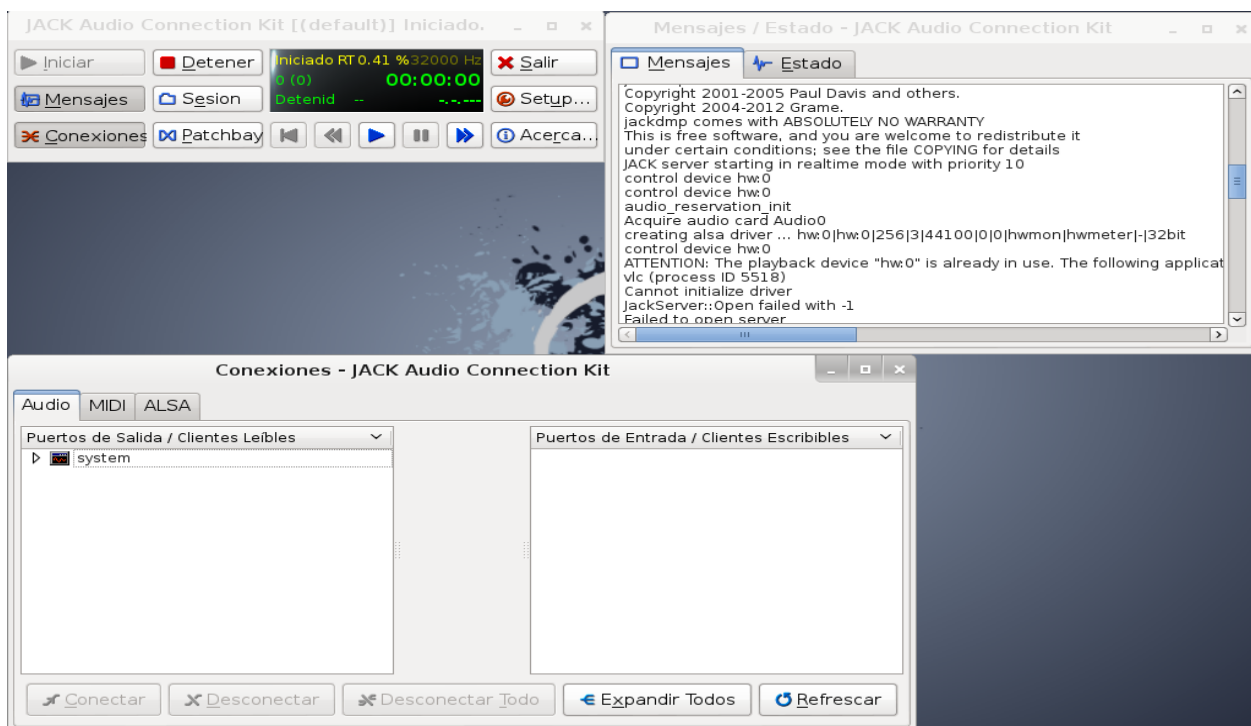 JACK Audio Connection Kit [(default)] Iniciado.
Iniciar
Detener
Iniciado RT 0.41 % 32000 Hz
0 (0) 00:00:00
Detenid -- -.-.---
Salir
Mensajes
Sesion
Setup...
Conexiones
Patchbay
Acerca...
Mensajes / Estado - JACK Audio Connection Kit
Mensajes
Estado
Copyright 2001-2005 Paul Davis and others.
Copyright 2004-2012 Grame.
jackdmp comes with ABSOLUTELY NO WARRANTY
This is free software, and you are welcome to redistribute it
under certain conditions; see the file COPYING for details
JACK server starting in realtime mode with priority 10
control device hw:0
control device hw:0
audio_reservation_init
Acquire audio card Audio0
creating alsa driver ... hw:0|hw:0|256|3|44100|0|0|hwmon|hwmeter|-|32bit
control device hw:0
ATTENTION: The playback device "hw:0" is already in use. The following applicat
vlc (process ID 5518)
Cannot initialize driver
JackServer::Open failed with -1
Failed to open server
Conexiones - JACK Audio Connection Kit
Audio
MIDI
ALSA
Puertos de Salida / Clientes Leíbles
system
Puertos de Entrada / Clientes Escribibles
Conectar
Desconectar
Desconectar Todo
Expandir Todos
Refrescar